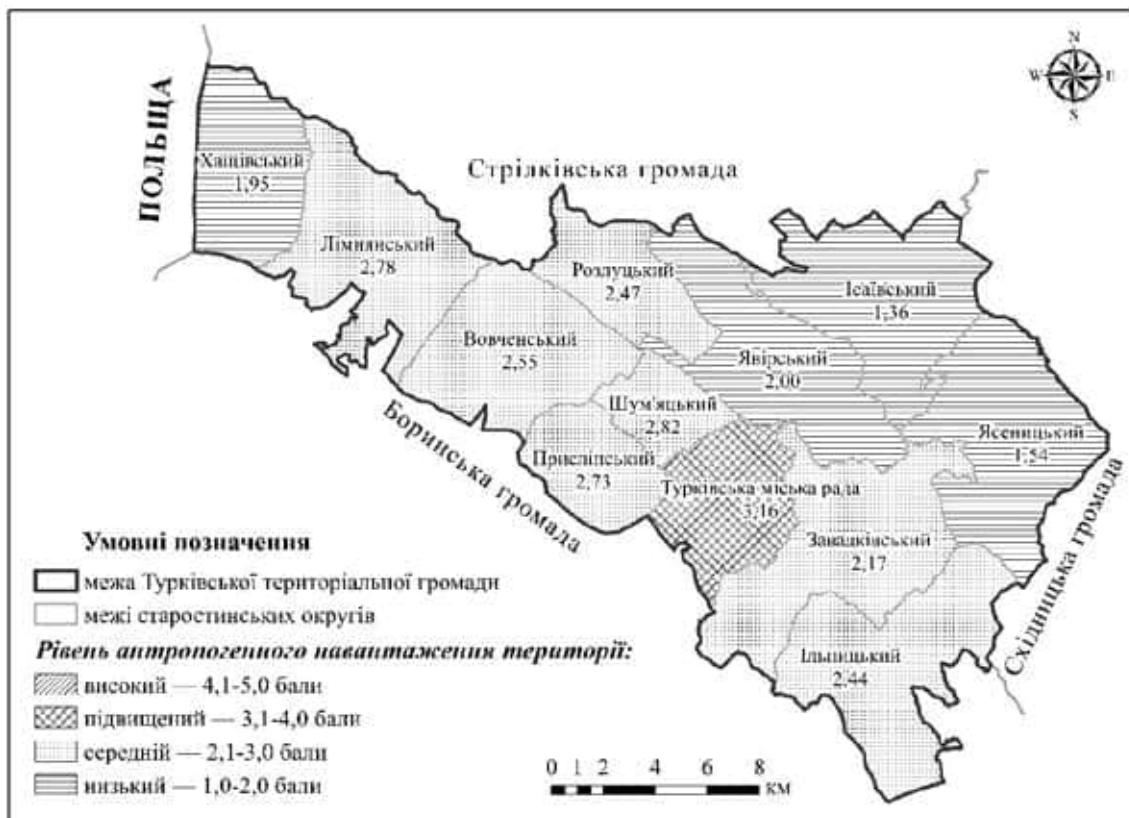 N
W E
S
ПОЛЬЩА
Хащівський
1,95
Стрілківська громада
Лімнянський
2,78
Розлуцький
2,47
Ісаївський
1,36
Вовченський
2,55
Явірський
2,00
Шум'яцький
2,82
Боринська громада
Ясеницький
1,54
Присліпський
2,73
Турківська міська рада
3,16
Завадківський
2,17
Східницька громада
Ільницький
2,44
Умовні позначення
межа Турківської територіальної громади
межі старостинських округів
Рівень антропогенного навантаження території:
високий — 4,1-5,0 бали
підвищений — 3,1-4,0 бали
середній — 2,1-3,0 бали
низький — 1,0-2,0 бали
0 1 2 4 6 8
КМ